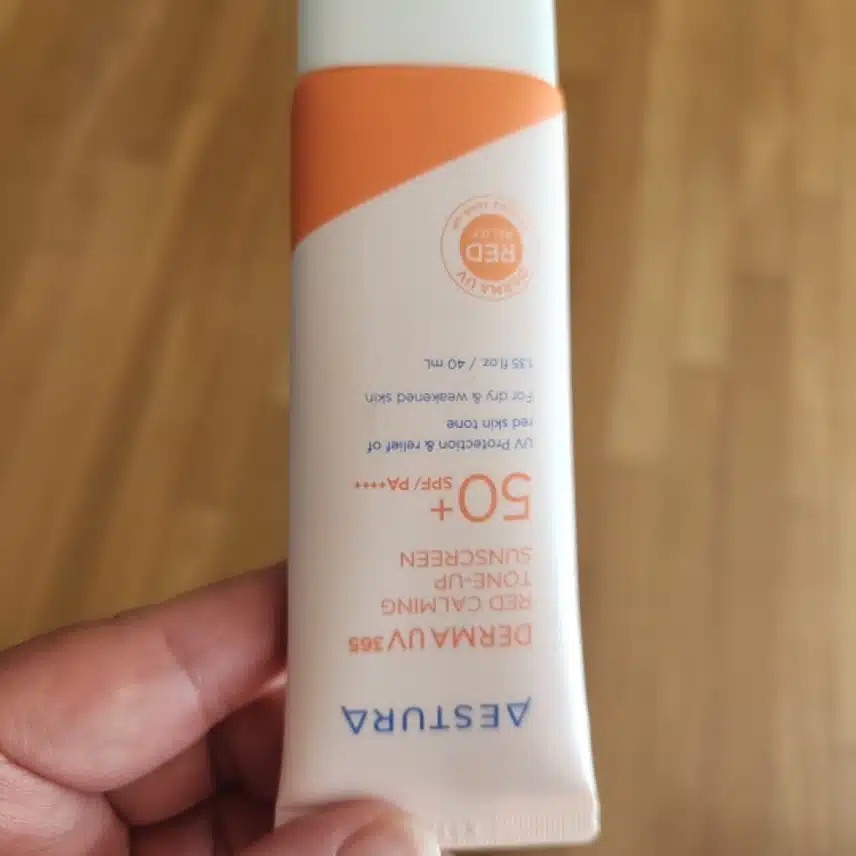 AESTURA
DERMA UV 365
RED CALMING
TONE-UP
SUNSCREEN
50+ SPF/PA++++
UV Protection & relief of
red skin tone
For dry & weakened skin
1.35 fl.oz. / 40 mL
DERMA UV
RED
RELIEF